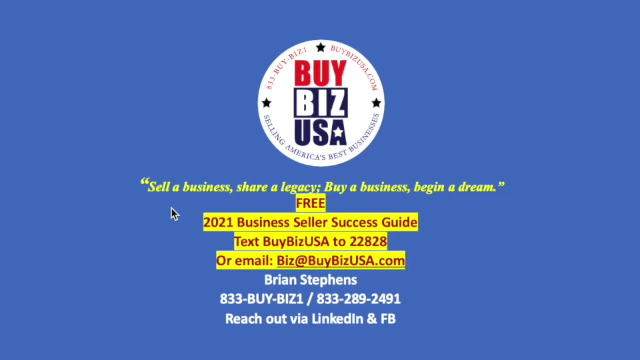 833-BUY-BIZ1 ★ BUYBIZUSA.COM
BUY
BIZ
USA
SELLING AMERICA'S BEST BUSINESSES
“Sell a business, share a legacy; Buy a business, begin a dream.”
FREE
2021 Business Seller Success Guide
Text BuyBizUSA to 22828
Or email: Biz@BuyBizUSA.com
Brian Stephens
833-BUY-BIZ1 / 833-289-2491
Reach out via LinkedIn & FB